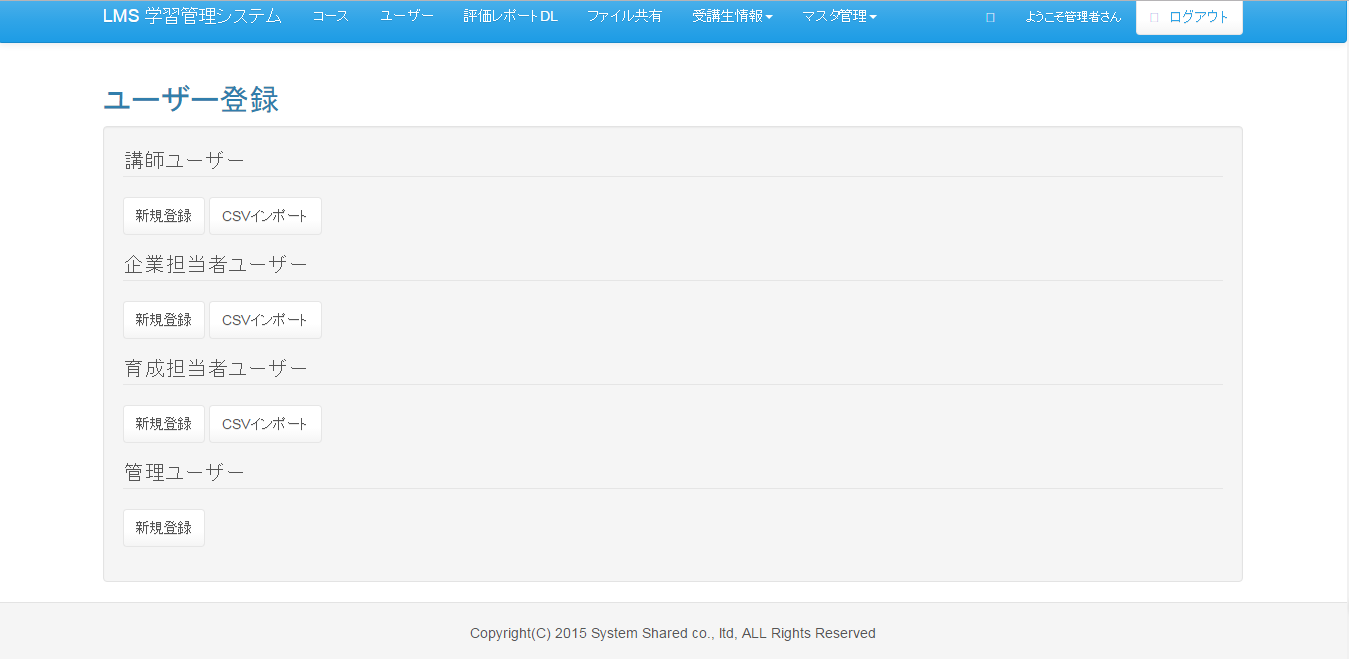 LMS 学習管理システム コース ユーザー 評価レポートDL ファイル共有 受講生情報 マスタ管理 ようこそ管理者さん ログアウト
ユーザー登録
講師ユーザー
新規登録 CSVインポート
企業担当者ユーザー
新規登録 CSVインポート
育成担当者ユーザー
新規登録 CSVインポート
管理ユーザー
新規登録
Copyright(C) 2015 System Shared co., ltd, ALL Rights Reserved